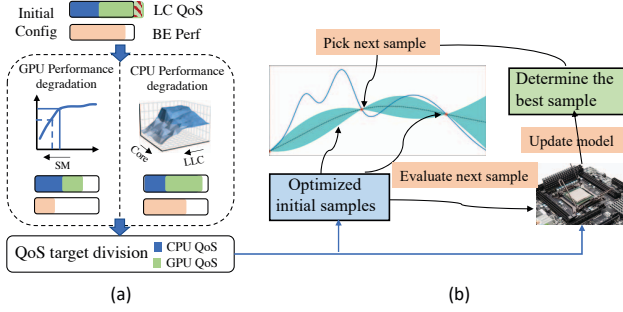 Initial
Config
LC QoS
BE Perf
GPU Performance
degradation
SM
CPU Performance
degradation
Core
LLC
QoS target division
CPU QoS
GPU QoS
(a)
Pick next sample
Determine the
best sample
Update model
Evaluate next sample
Optimized
initial samples
(b)